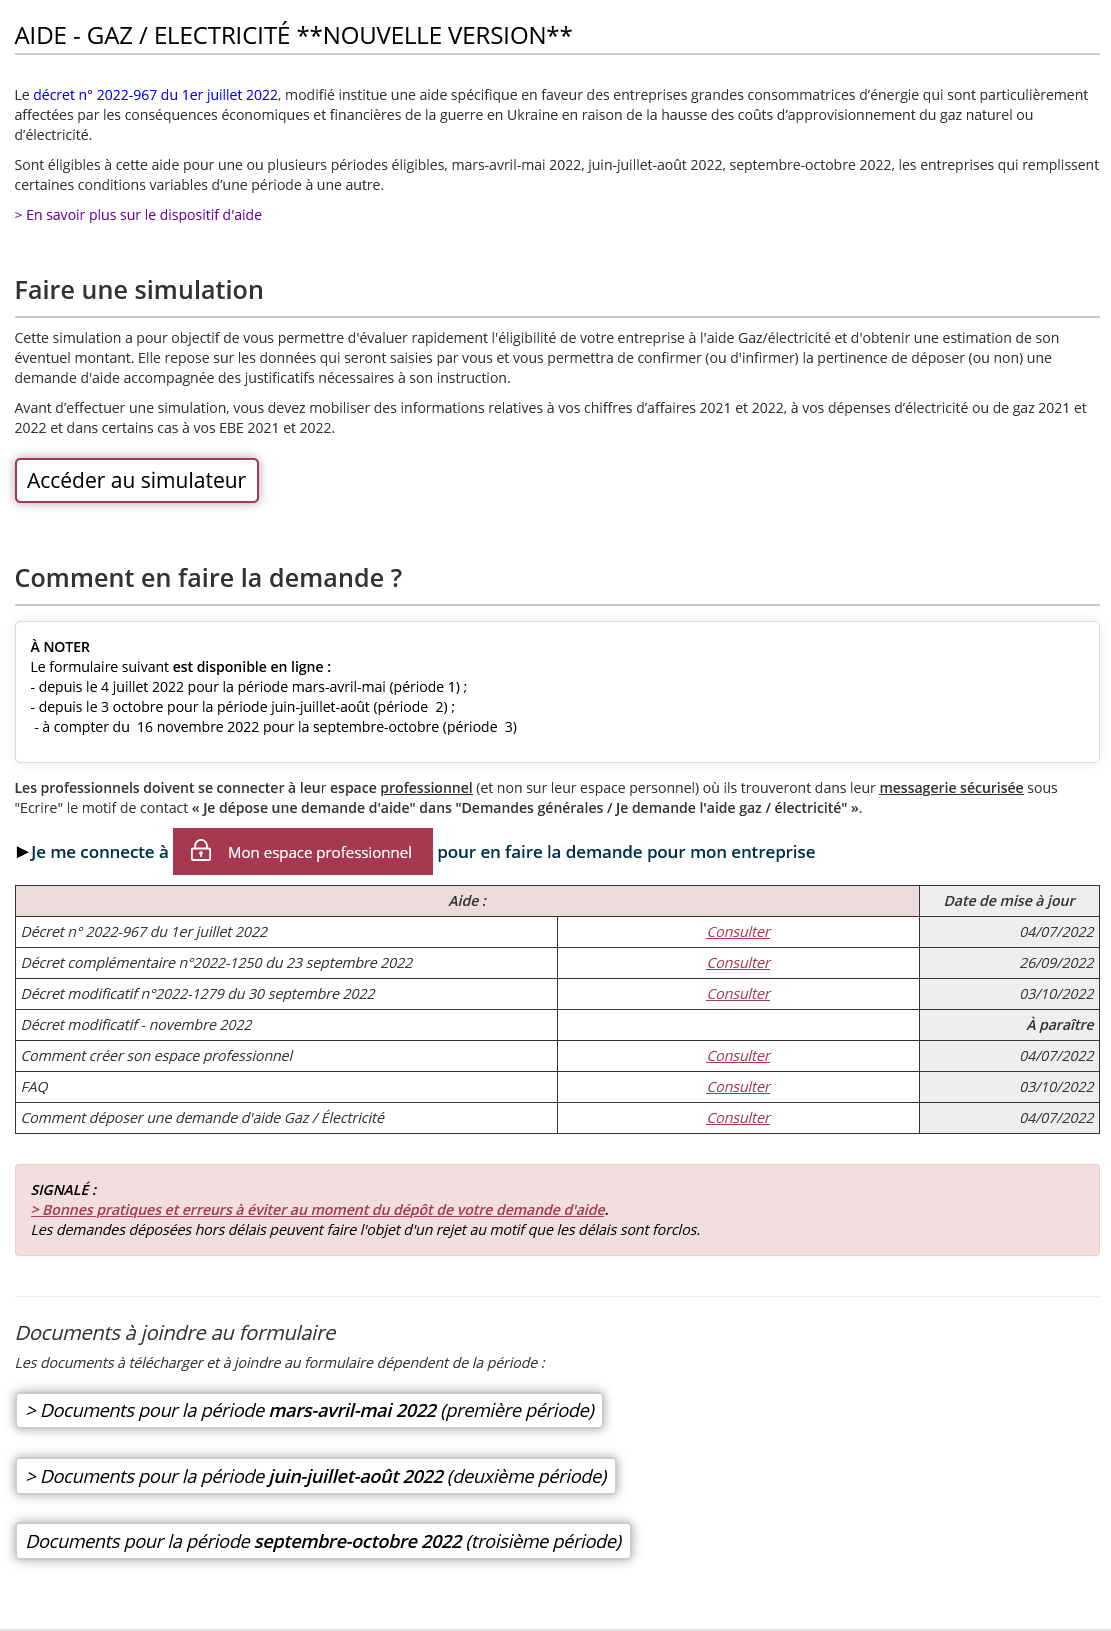 AIDE - GAZ / ELECTRICITÉ **NOUVELLE VERSION**
Le décret n° 2022-967 du 1er juillet 2022, modifié institue une aide spécifique en faveur des entreprises grandes consommatrices d’énergie qui sont particulièrement
affectées par les conséquences économiques et financières de la guerre en Ukraine en raison de la hausse des coûts d’approvisionnement du gaz naturel ou
d’électricité.
Sont éligibles à cette aide pour une ou plusieurs périodes éligibles, mars-avril-mai 2022, juin-juillet-août 2022, septembre-octobre 2022, les entreprises qui remplissent
certaines conditions variables d’une période à une autre.
> En savoir plus sur le dispositif d'aide
Faire une simulation
Cette simulation a pour objectif de vous permettre d'évaluer rapidement l'éligibilité de votre entreprise à l'aide Gaz/électricité et d'obtenir une estimation de son
éventuel montant. Elle repose sur les données qui seront saisies par vous et vous permettra de confirmer (ou d'infirmer) la pertinence de déposer (ou non) une
demande d'aide accompagnée des justificatifs nécessaires à son instruction.
Avant d’effectuer une simulation, vous devez mobiliser des informations relatives à vos chiffres d’affaires 2021 et 2022, à vos dépenses d’électricité ou de gaz 2021 et
2022 et dans certains cas à vos EBE 2021 et 2022.
Accéder au simulateur
Comment en faire la demande ?
À NOTER
Le formulaire suivant est disponible en ligne :
- depuis le 4 juillet 2022 pour la période mars-avril-mai (période 1) ;
- depuis le 3 octobre pour la période juin-juillet-août (période 2) ;
- à compter du 16 novembre 2022 pour la septembre-octobre (période 3)
Les professionnels doivent se connecter à leur espace professionnel (et non sur leur espace personnel) où ils trouveront dans leur messagerie sécurisée sous
"Ecrire" le motif de contact « Je dépose une demande d'aide" dans "Demandes générales / Je demande l'aide gaz / électricité" ».
►Je me connecte à Mon espace professionnel pour en faire la demande pour mon entreprise
Aide : Date de mise à jour
Décret n° 2022-967 du 1er juillet 2022 Consulter 04/07/2022
Décret complémentaire n°2022-1250 du 23 septembre 2022 Consulter 26/09/2022
Décret modificatif n°2022-1279 du 30 septembre 2022 Consulter 03/10/2022
Décret modificatif - novembre 2022 À paraître
Comment créer son espace professionnel Consulter 04/07/2022
FAQ Consulter 03/10/2022
Comment déposer une demande d'aide Gaz / Électricité Consulter 04/07/2022
SIGNALÉ :
> Bonnes pratiques et erreurs à éviter au moment du dépôt de votre demande d'aide.
Les demandes déposées hors délais peuvent faire l'objet d'un rejet au motif que les délais sont forclos.
Documents à joindre au formulaire
Les documents à télécharger et à joindre au formulaire dépendent de la période :
> Documents pour la période mars-avril-mai 2022 (première période)
> Documents pour la période juin-juillet-août 2022 (deuxième période)
Documents pour la période septembre-octobre 2022 (troisième période)